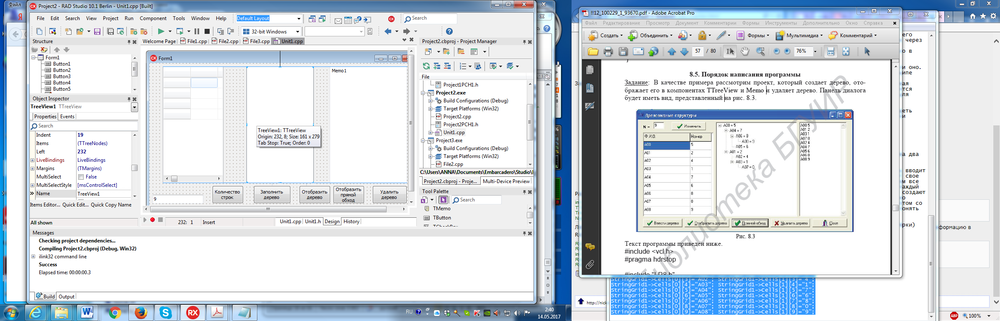 Файл
Project2 - RAD Studio 10.1 Berlin - Unit1.cpp [Built]
File Edit Search View Project Run Component Tools Window Help
Default Layout
Search
32-bit Windows
Structure
Form1
Button1
Button2
Button3
Button4
Button5
Object Inspector
TreeView1 TTreeView
Properties Events
Search
Indent 19
Items (TTreeNodes)
Left 232
LiveBindings LiveBindings
Margins (TMargins)
MultiSelect False
MultiSelectStyle [msControlSelect]
Name TreeView1
Items Editor... Quick Edit... Quick Copy Name
All shown
Welcome Page File1.cpp File2.cpp File3.cpp Unit1.cpp
Form1
Memo1
TreeView1: TTreeView
Origin: 232, 8; Size: 161 x 279
Tab Stop: True; Order: 0
9
Количество строк
Заполнить дерево
Отобразить дерево
Отобразить прямой обход
Удалить дерево
232: 1 Insert
Unit1.cpp Unit1.h Design History
Project2.cbproj - Project Manager
File
Project1PCH1.h
Project2.exe
Build Configurations (Debug)
Target Platforms (Win32)
Project2.cpp
Project2PCH1.h
Unit1.cpp
Project3.exe
Build Configurations (Debug)
Target Platforms (Win32)
File2.cpp
C:\Users\ANNA\Documents\Embarcadero\Studio\
Project2.cbproj - Proje... Multi-Device Preview
Tool Palette
Search
TMemo
TButton
TCheckBox
Messages
Checking project dependencies...
Compiling Project2.cbproj (Debug, Win32)
ilink32 command line
Success
Elapsed time: 00:00:00.3
Build Output
RU
2:40
14.05.2017
!!12_100229_1_93670.pdf - Adobe Acrobat Pro
Файл Редактирование Просмотр Документ Комментарии Формы Инструменты Дополнительно Окно Справка
Создать Объединить Формы Мультимедиа Комментарий
57 / 80 76%
8.5. Порядок написания программы
Задание: В качестве примера рассмотрим проект, который создает дерево, ото-
бражает его в компонентах TTreeView и Memo и удаляет дерево. Панель диалога
будет иметь вид, представленный на рис. 8.3.
Древовидные структуры
N = 9 Изменить
Ф.И.О. Номер
A00 5
A01 2
A02 4
A03 1
A04 7
A05 6
A06 8
A07 0
A08 9
A00 = 5
A04 = 7
A06 = 8
A08 = 9
A05 = 6
A01 = 2
A02 = 4
A03 = 1
A07 = 0
A00 5
A01 2
A03 1
A07 0
A02 4
A04 7
A05 6
A06 0
A08 9
Ввести дерево Отобразить дерево Прямой обход Удалить дерево Close
Рис. 8.3
Текст программы приведен ниже.
#include <vcl.h>
#pragma hdrstop
#include "LR8.h"
Библиотека БГУИР
StringGrid1->Cells[0][3]="A02"; StringGrid1->Cells[1][3]="4";
StringGrid1->Cells[0][4]="A03"; StringGrid1->Cells[1][4]="1";
StringGrid1->Cells[0][5]="A04"; StringGrid1->Cells[1][5]="7";
StringGrid1->Cells[0][6]="A05"; StringGrid1->Cells[1][6]="6";
StringGrid1->Cells[0][7]="A06"; StringGrid1->Cells[1][7]="8";
StringGrid1->Cells[0][8]="A07"; StringGrid1->Cells[1][8]="0";
StringGrid1->Cells[0][9]="A08"; StringGrid1->Cells[1][9]="9";
его
через
о в
и оно.
ипе
ая
тся
ля
еть
и
а два
вводит
свое
м все
аждый
создают
о
том со
онять
рки)
формацию в
http://nick
ABP
100%